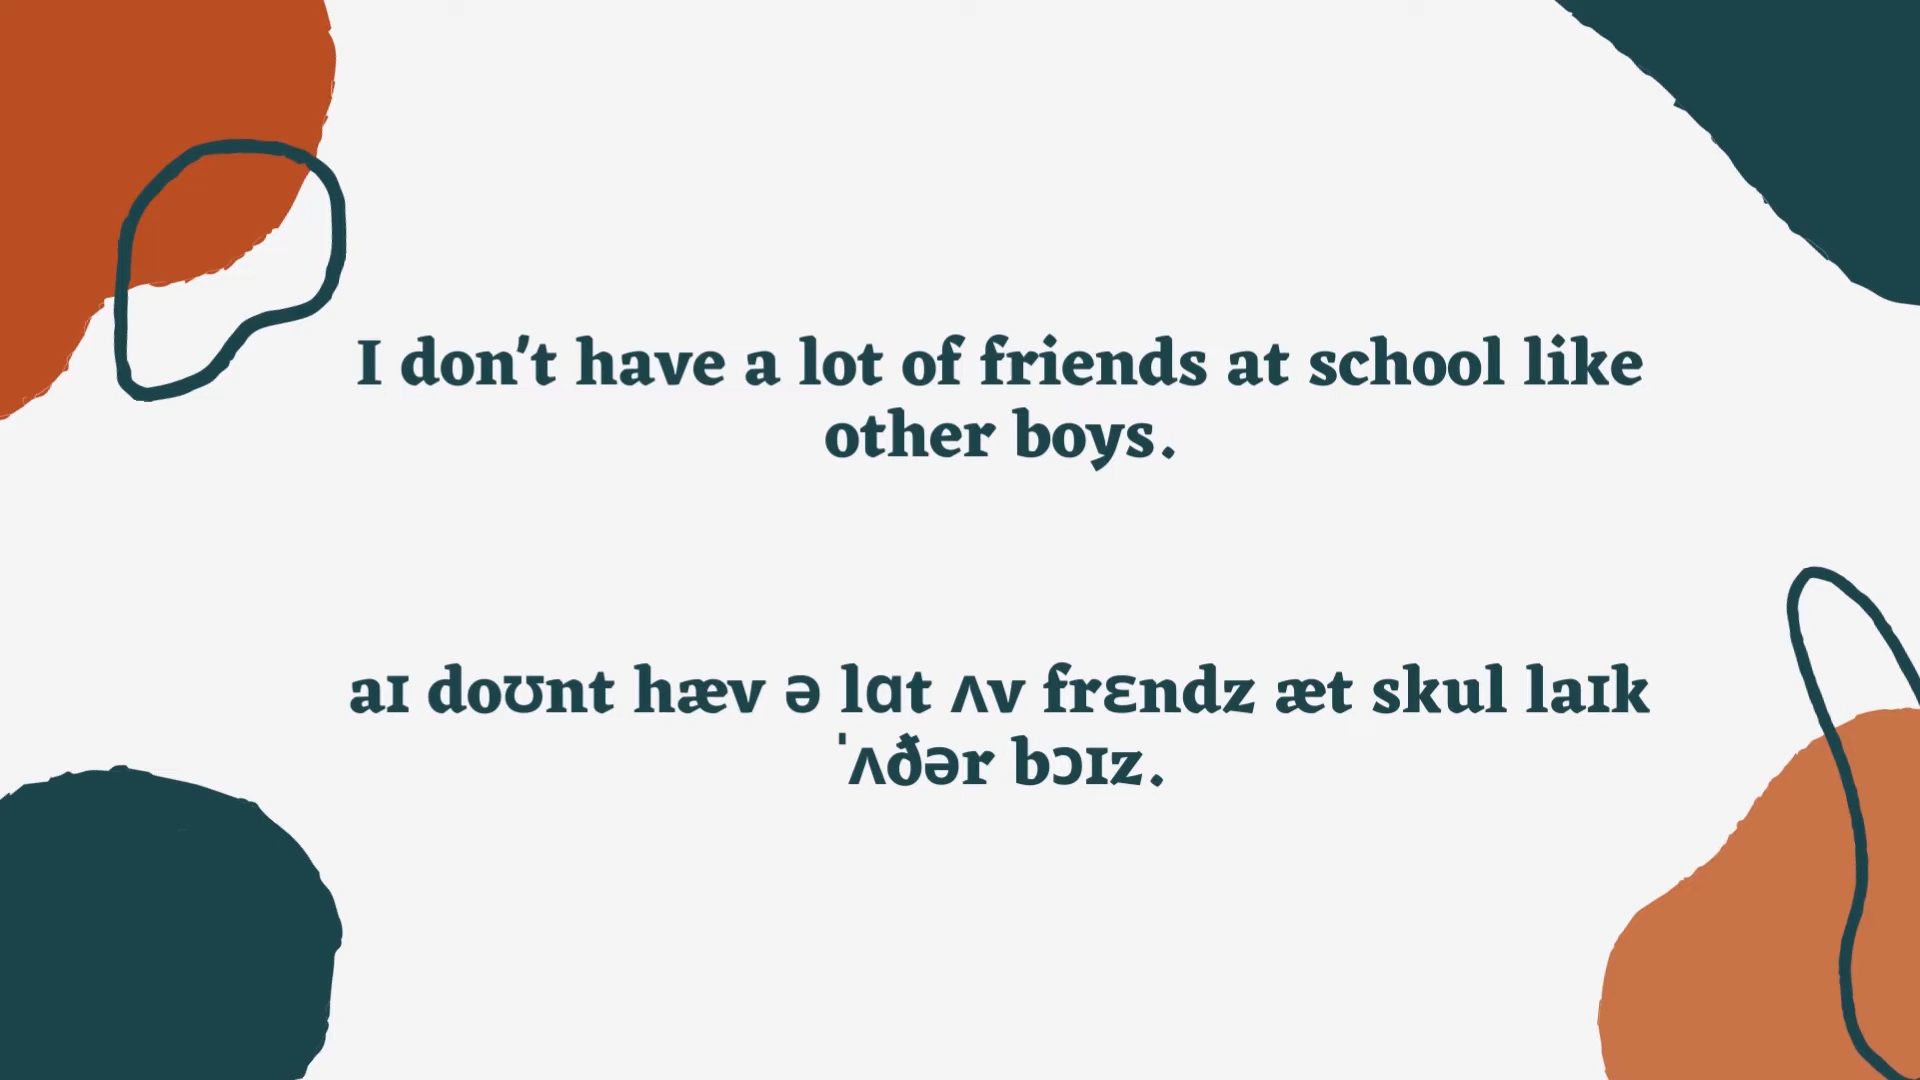 I don't have a lot of friends at school like
other boys.
aɪ doʊnt hæv ə lɑt ʌv frɛndz æt skul laɪk
ˈʌðər bɔɪz.